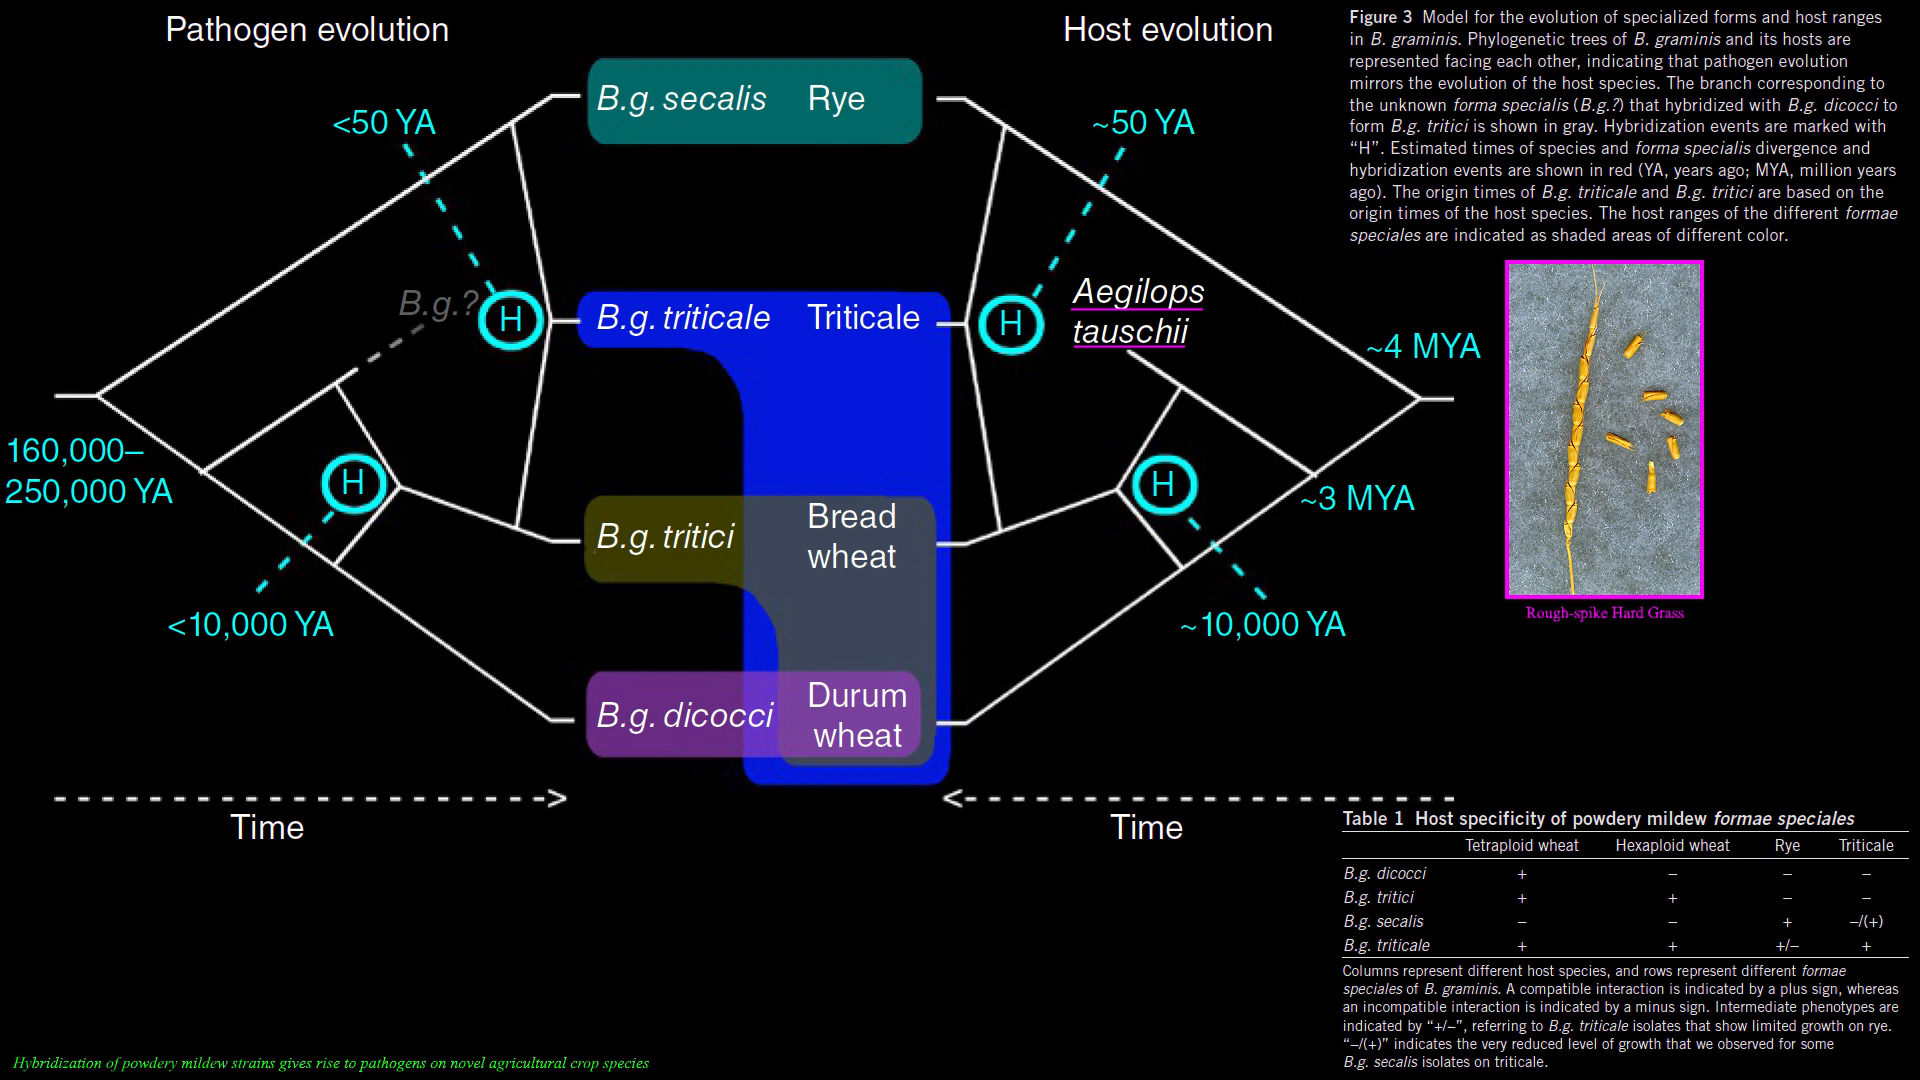 Pathogen evolution
Host evolution
<50 YA
B.g. secalis Rye
~50 YA
B.g.?
H
B.g. triticale Triticale
H
Aegilops
tauschii
~4 MYA
160,000–
250,000 YA
H
B.g. tritici
Bread
wheat
H
~3 MYA
<10,000 YA
~10,000 YA
B.g. dicocci
Durum
wheat
Time
Time
Figure 3 Model for the evolution of specialized forms and host ranges
in B. graminis. Phylogenetic trees of B. graminis and its hosts are
represented facing each other, indicating that pathogen evolution
mirrors the evolution of the host species. The branch corresponding to
the unknown forma specialis (B.g.?) that hybridized with B.g. dicocci to
form B.g. tritici is shown in gray. Hybridization events are marked with
“H”. Estimated times of species and forma specialis divergence and
hybridization events are shown in red (YA, years ago; MYA, million years
ago). The origin times of B.g. triticale and B.g. tritici are based on the
origin times of the host species. The host ranges of the different formae
speciales are indicated as shaded areas of different color.
Rough-spike Hard Grass
Table 1 Host specificity of powdery mildew formae speciales
Tetraploid wheat Hexaploid wheat Rye Triticale
B.g. dicocci + – – –
B.g. tritici + + – –
B.g. secalis – – + –/(+)
B.g. triticale + + +/– +
Columns represent different host species, and rows represent different formae
speciales of B. graminis. A compatible interaction is indicated by a plus sign, whereas
an incompatible interaction is indicated by a minus sign. Intermediate phenotypes are
indicated by “+/–”, referring to B.g. triticale isolates that show limited growth on rye.
“–/(+)” indicates the very reduced level of growth that we observed for some
B.g. secalis isolates on triticale.
Hybridization of powdery mildew strains gives rise to pathogens on novel agricultural crop species